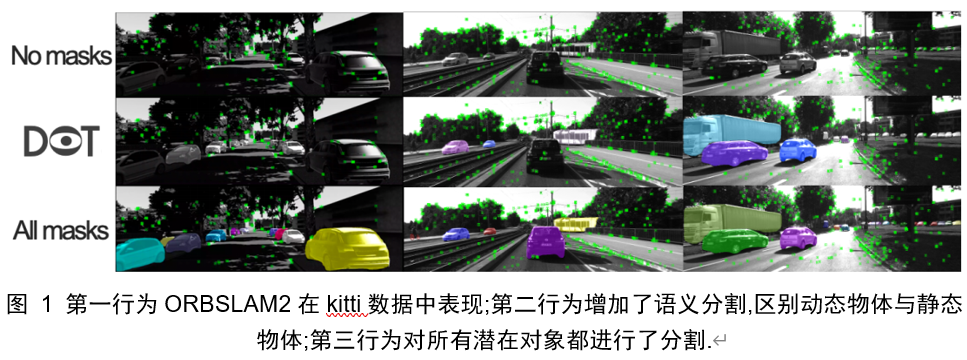 No masks
DOT
All masks
图 1 第一行为 ORBSLAM2 在 kitti 数据中表现;第二行为增加了语义分割,区别动态物体与静态
物体;第三行为对所有潜在对象都进行了分割.